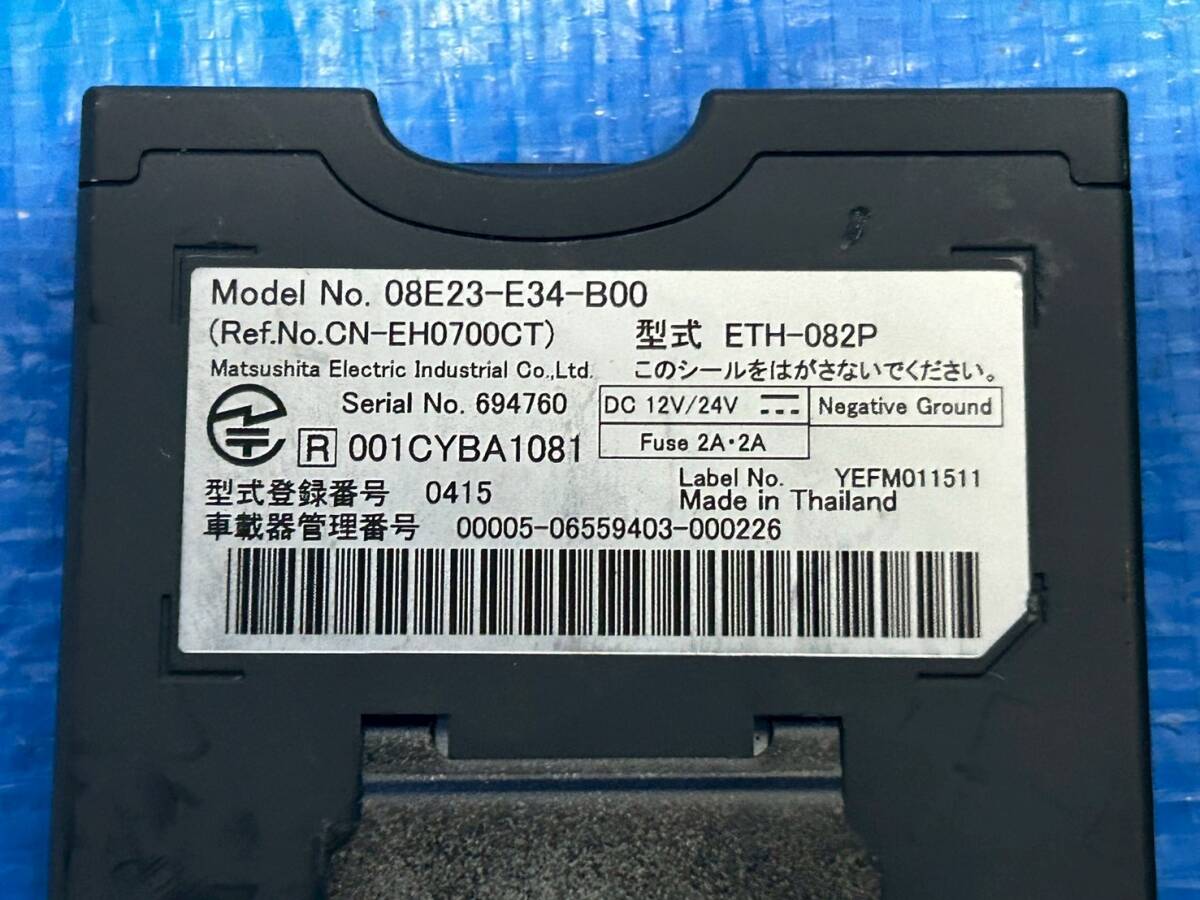 Model No. 08E23-E34-B00
(Ref.No.CN-EH0700CT) 型式 ETH-082P
Matsushita Electric Industrial Co.,Ltd. このシールをはがさないでください。
Serial No. 694760 DC 12V/24V Negative Ground
R 001CYBA1081 Fuse 2A・2A
Label No. YEFM011511
型式登録番号 0415 Made in Thailand
車載器管理番号 00005-06559403-000226